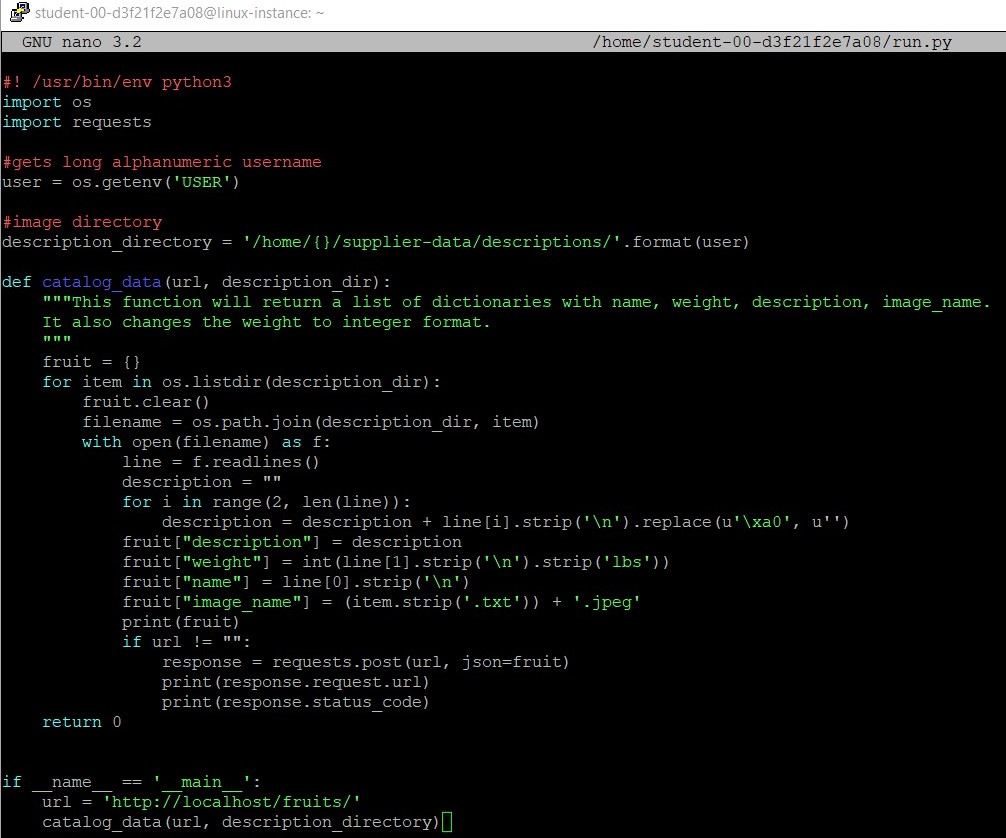 student-00-d3f21f2e7a08@linux-instance: ~
GNU nano 3.2 /home/student-00-d3f21f2e7a08/run.py
#! /usr/bin/env python3
import os
import requests
#gets long alphanumeric username
user = os.getenv('USER')
#image directory
description_directory = '/home/{}/supplier-data/descriptions/'.format(user)
def catalog_data(url, description_dir):
    """This function will return a list of dictionaries with name, weight, description, image_name.
    It also changes the weight to integer format.
    """
    fruit = {}
    for item in os.listdir(description_dir):
        fruit.clear()
        filename = os.path.join(description_dir, item)
        with open(filename) as f:
            line = f.readlines()
            description = ""
            for i in range(2, len(line)):
                description = description + line[i].strip('\n').replace(u'\xa0', u'')
            fruit["description"] = description
            fruit["weight"] = int(line[1].strip('\n').strip('lbs'))
            fruit["name"] = line[0].strip('\n')
            fruit["image_name"] = (item.strip('.txt')) + '.jpeg'
            print(fruit)
            if url != "":
                response = requests.post(url, json=fruit)
                print(response.request.url)
                print(response.status_code)
    return 0
if __name__ == '__main__':
    url = 'http://localhost/fruits/'
    catalog_data(url, description_directory)